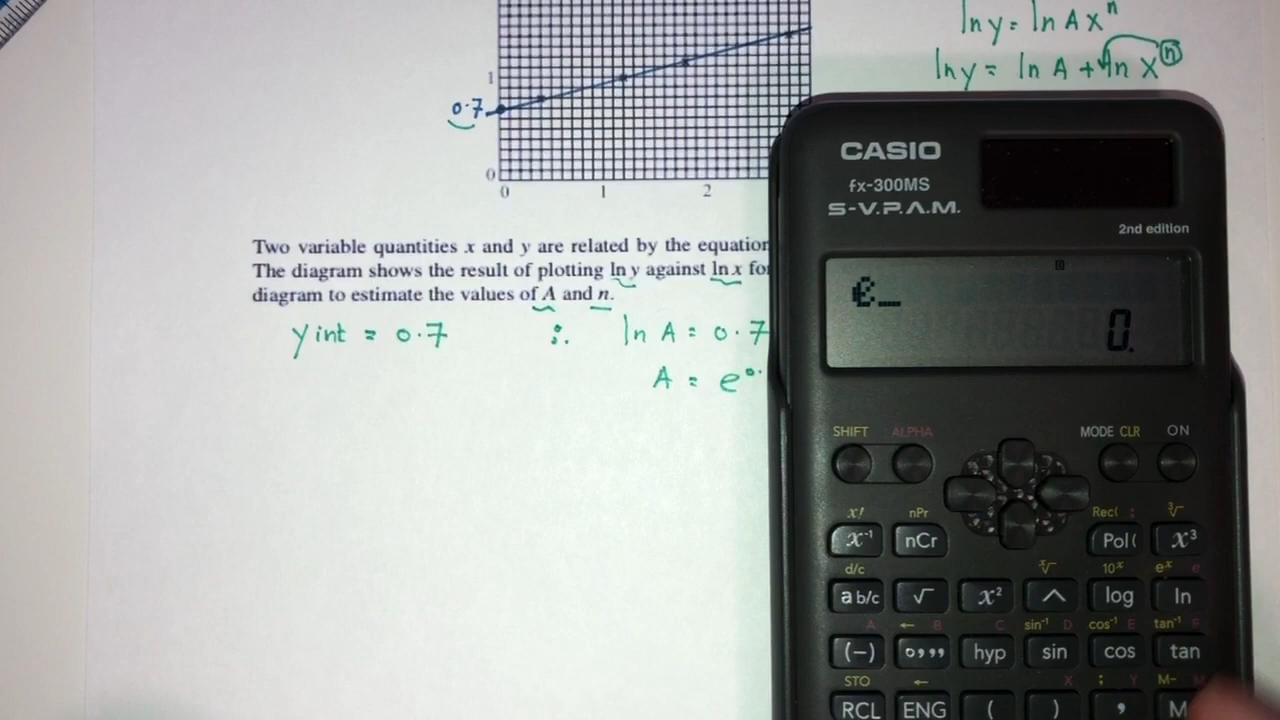 ln y = ln A x^n
ln y = ln A + ln x^n
1
0.7
0
0 1 2
Two variable quantities x and y are related by the equation
The diagram shows the result of plotting ln y against ln x for
diagram to estimate the values of A and n.
y int = 0.7 ∴ ln A = 0.7
A = e^0.
CASIO
fx-300MS
S-V.P.A.M.
2nd edition
e_
0.
SHIFT ALPHA MODE CLR ON
x! nPr Rec( : ³√
x⁻¹ nCr Pol( x³
d/c ˣ√ 10ˣ eˣ e
a b/c √ x² ^ log ln
A ← B C sin⁻¹ D cos⁻¹ E tan⁻¹ F
(−) °,,, hyp sin cos tan
STO ← X ; Y M- M
RCL ENG ( ) , M